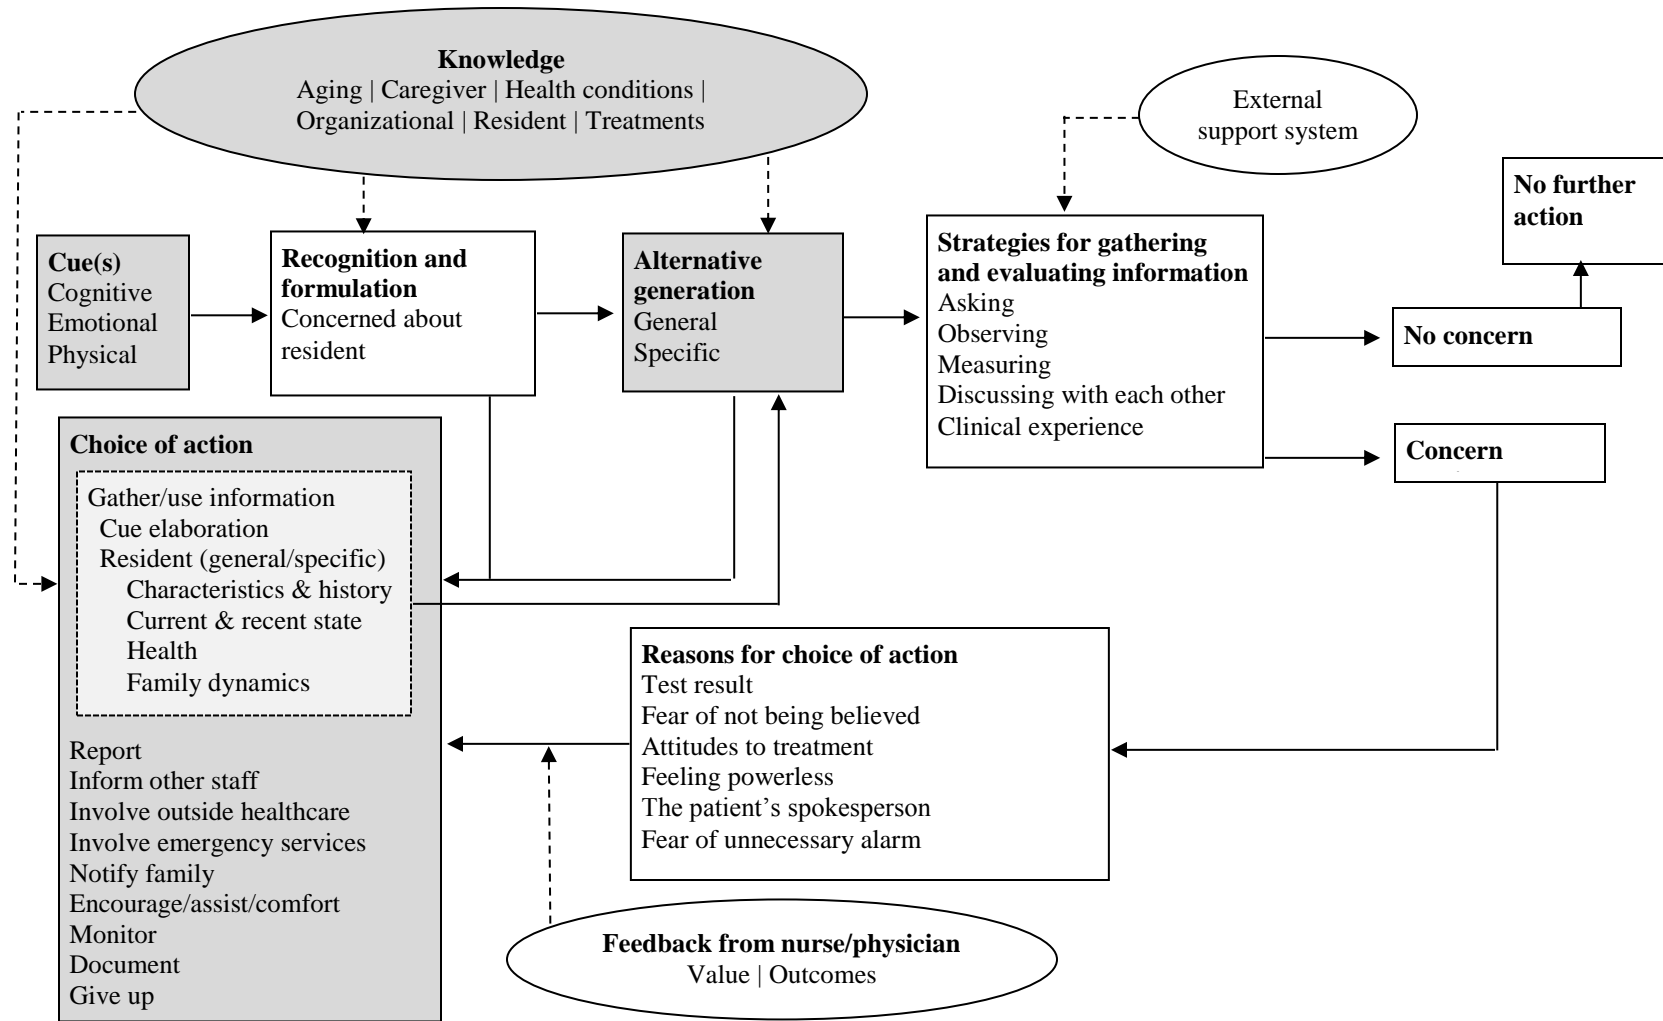 Knowledge
Aging | Caregiver | Health conditions |
Organizational | Resident | Treatments
External
support system
No further
action
Cue(s)
Cognitive
Emotional
Physical
Recognition and
formulation
Concerned about
resident
Alternative
generation
General
Specific
Strategies for gathering
and evaluating information
Asking
Observing
Measuring
Discussing with each other
Clinical experience
No concern
Concern
Choice of action
Gather/use information
Cue elaboration
Resident (general/specific)
Characteristics & history
Current & recent state
Health
Family dynamics
Report
Inform other staff
Involve outside healthcare
Involve emergency services
Notify family
Encourage/assist/comfort
Monitor
Document
Give up
Reasons for choice of action
Test result
Fear of not being believed
Attitudes to treatment
Feeling powerless
The patient’s spokesperson
Fear of unnecessary alarm
Feedback from nurse/physician
Value | Outcomes